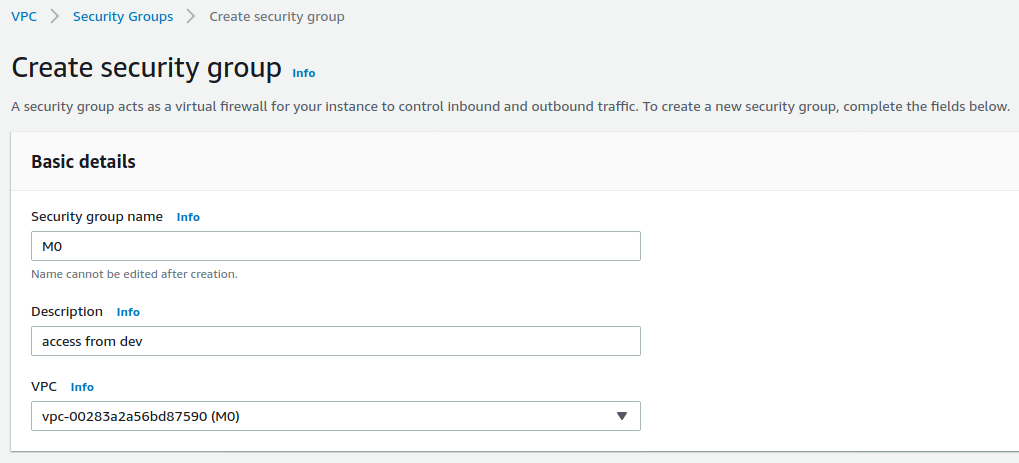 VPC > Security Groups > Create security group
Create security group Info
A security group acts as a virtual firewall for your instance to control inbound and outbound traffic. To create a new security group, complete the fields below.
Basic details
Security group name Info
M0
Name cannot be edited after creation.
Description Info
access from dev
VPC Info
vpc-00283a2a56bd87590 (M0)